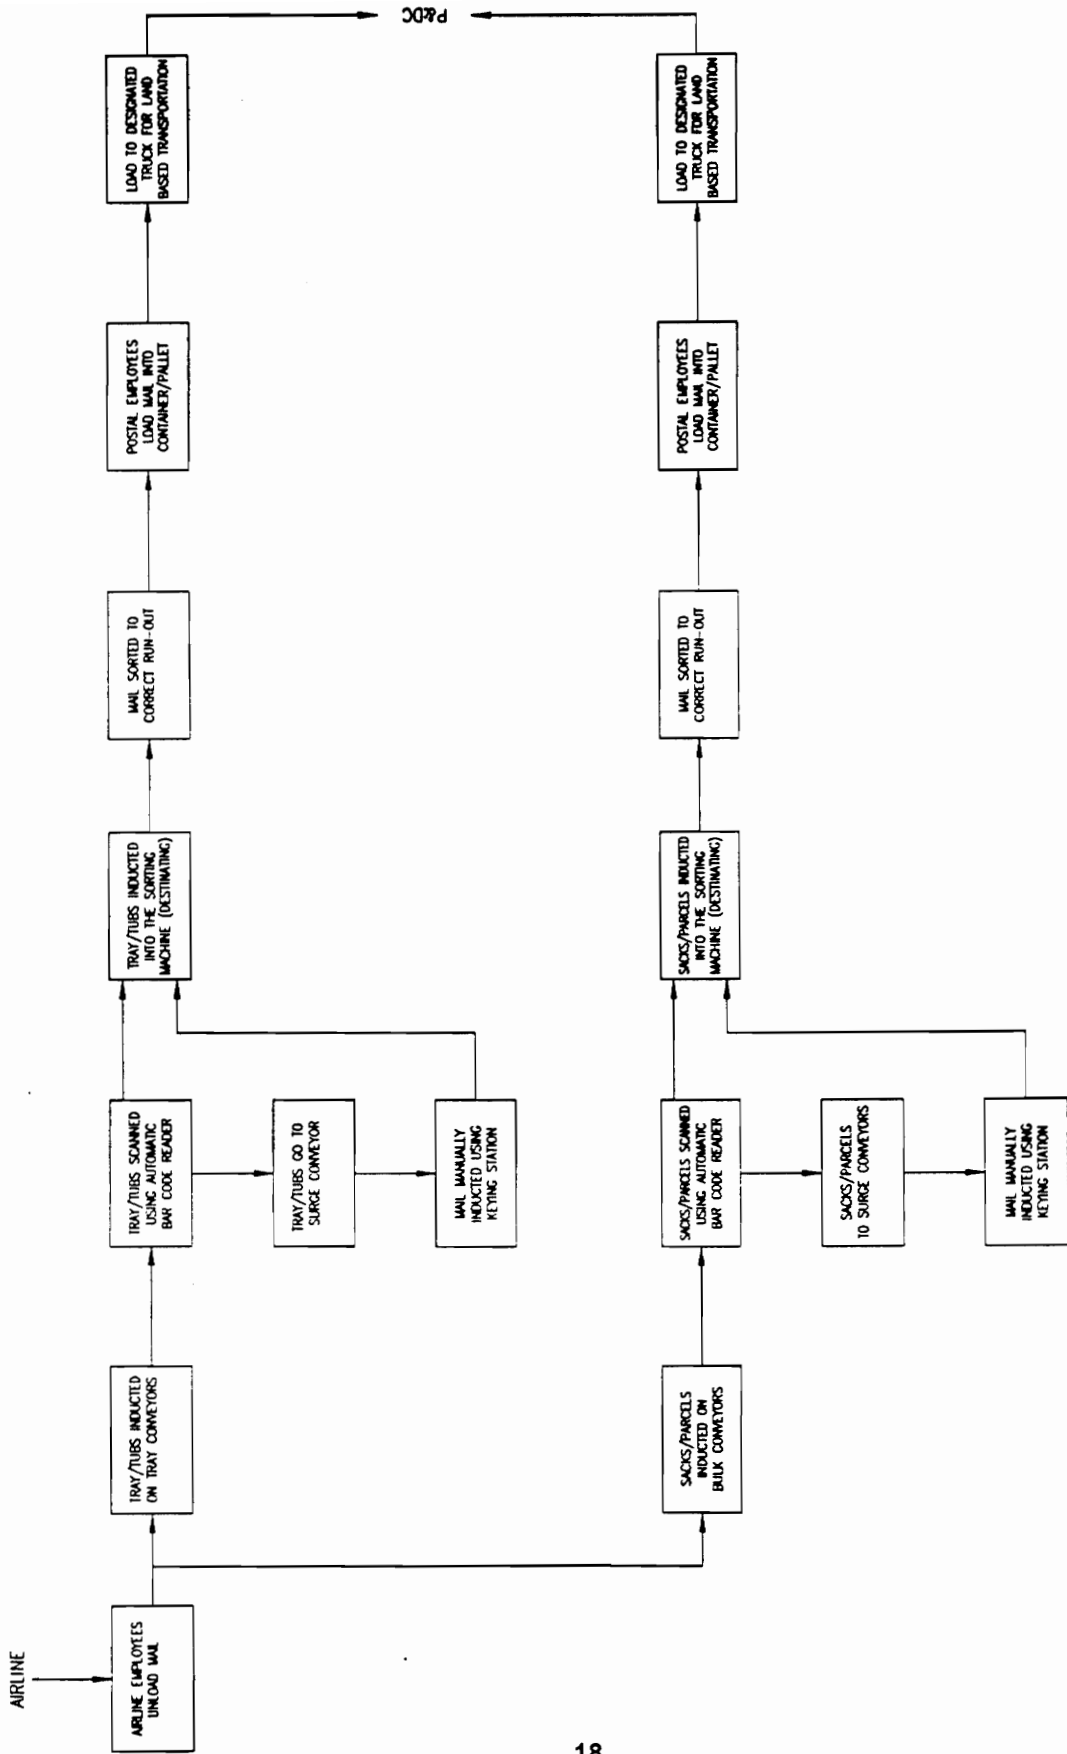 AIRLINE
AIRLINE EMPLOYEES
UNLOAD MAIL
TRAY/TUBS INDUCTED
ON TRAY CONVEYORS
TRAY/TUBS SCANNED
USING AUTOMATIC
BAR CODE READER
TRAY/TUBS GO TO
SURGE CONVEYOR
MAIL MANUALLY
INDUCTED USING
KEYING STATION
TRAY/TUBS INDUCTED
INTO THE SORTING
MACHINE (DESTINATING)
MAIL SORTED TO
CORRECT RUN-OUT
POSTAL EMPLOYEES
LOAD MAIL INTO
CONTAINER/PALLET
LOAD TO DESIGNATED
TRUCK FOR LAND
BASED TRANSPORTATION
P&DC
SACKS/PARCELS
INDUCTED ON
BULK CONVEYORS
SACKS/PARCELS SCANNED
USING AUTOMATIC
BAR CODE READER
SACKS/PARCELS
TO SURGE CONVEYORS
MAIL MANUALLY
INDUCTED USING
KEYING STATION
SACKS/PARCELS INDUCTED
INTO THE SORTING
MACHINE (DESTINATING)
MAIL SORTED TO
CORRECT RUN-OUT
POSTAL EMPLOYEES
LOAD MAIL INTO
CONTAINER/PALLET
LOAD TO DESIGNATED
TRUCK FOR LAND
BASED TRANSPORTATION
18